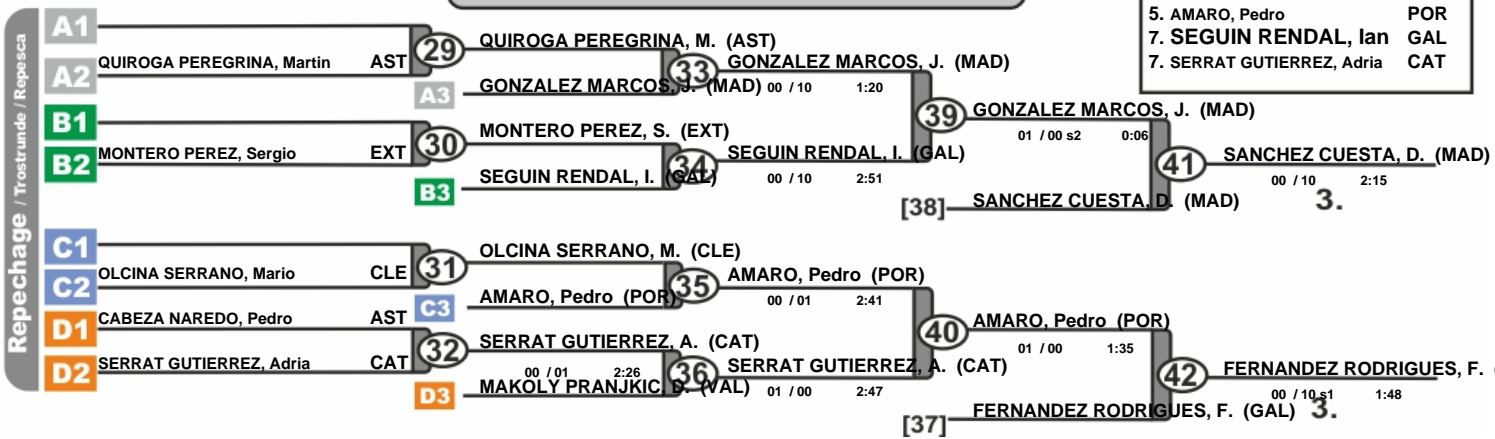 Repechage / Trostrunde / Repesca
5. AMARO, Pedro POR
7. SEGUIN RENDAL, Ian GAL
7. SERRAT GUTIERREZ, Adria CAT
A1
A2 QUIROGA PEREGRINA, Martin AST
29
QUIROGA PEREGRINA, M. (AST)
A3 GONZALEZ MARCOS, J. (MAD)
33
GONZALEZ MARCOS, J. (MAD)
00 / 10 1:20
B1
B2 MONTERO PEREZ, Sergio EXT
30
MONTERO PEREZ, S. (EXT)
B3 SEGUIN RENDAL, I. (GAL)
34
SEGUIN RENDAL, I. (GAL)
00 / 10 2:51
39
GONZALEZ MARCOS, J. (MAD)
01 / 00 s2 0:06
[38] SANCHEZ CUESTA, D. (MAD)
41
SANCHEZ CUESTA, D. (MAD)
00 / 10 2:15
3.
C1
C2 OLCINA SERRANO, Mario CLE
31
OLCINA SERRANO, M. (CLE)
C3 AMARO, Pedro (POR)
35
AMARO, Pedro (POR)
00 / 01 2:41
D1 CABEZA NAREDO, Pedro AST
D2 SERRAT GUTIERREZ, Adria CAT
32
SERRAT GUTIERREZ, A. (CAT)
00 / 01 2:26
D3 MAKOLY PRANJKIC, D. (VAL)
36
SERRAT GUTIERREZ, A. (CAT)
01 / 00 2:47
40
AMARO, Pedro (POR)
01 / 00 1:35
[37] FERNANDEZ RODRIGUES, F. (GAL)
42
FERNANDEZ RODRIGUES, F. (
00 / 10 s1 1:48
3.